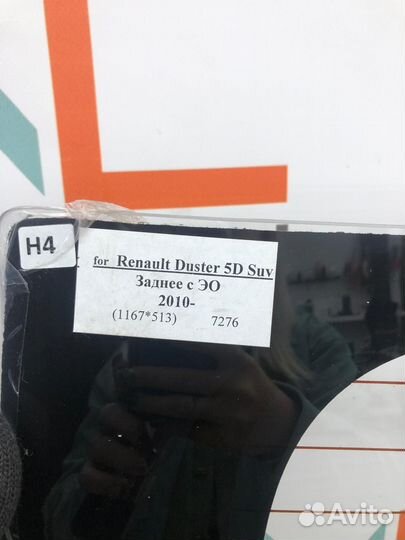 H4
for Renault Duster 5D Suv
Заднее с ЭО
2010-
(1167*513) 7276
Avito